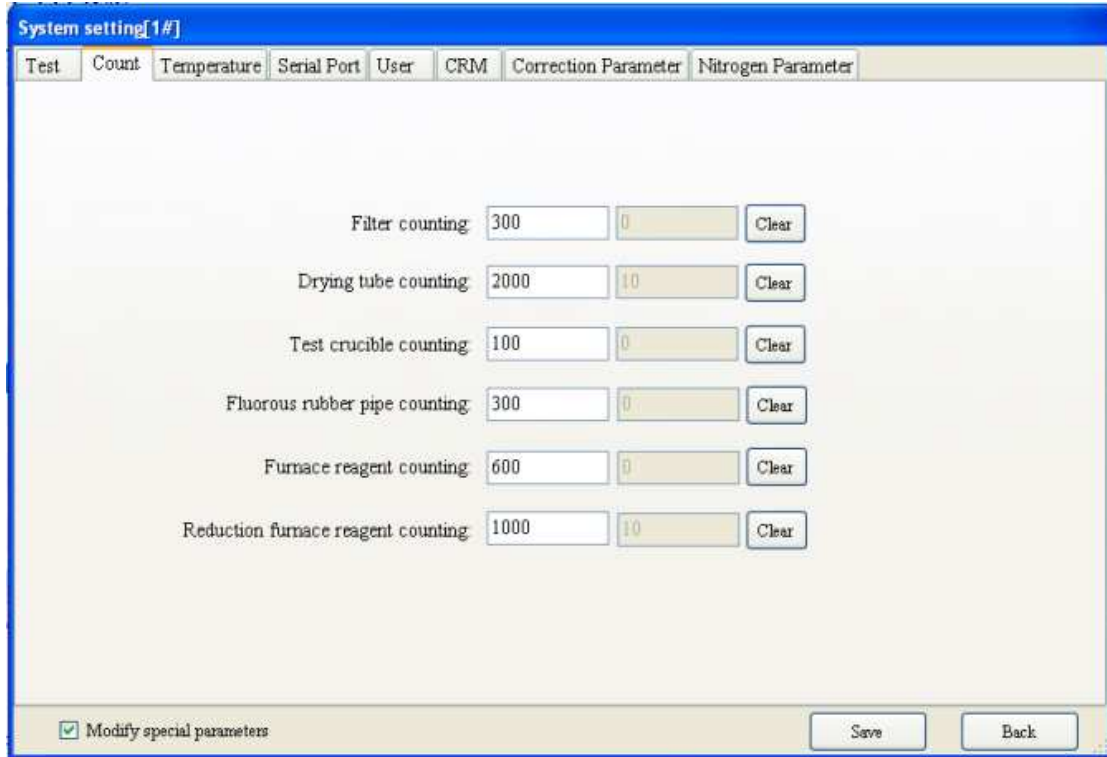 System setting[1#]
Test Count Temperature Serial Port User CRM Correction Parameter Nitrogen Parameter
Filter counting: 300 0 Clear
Drying tube counting: 2000 10 Clear
Test crucible counting: 100 0 Clear
Fluorous rubber pipe counting: 300 0 Clear
Furnace reagent counting: 600 0 Clear
Reduction furnace reagent counting: 1000 10 Clear
Modify special parameters Save Back